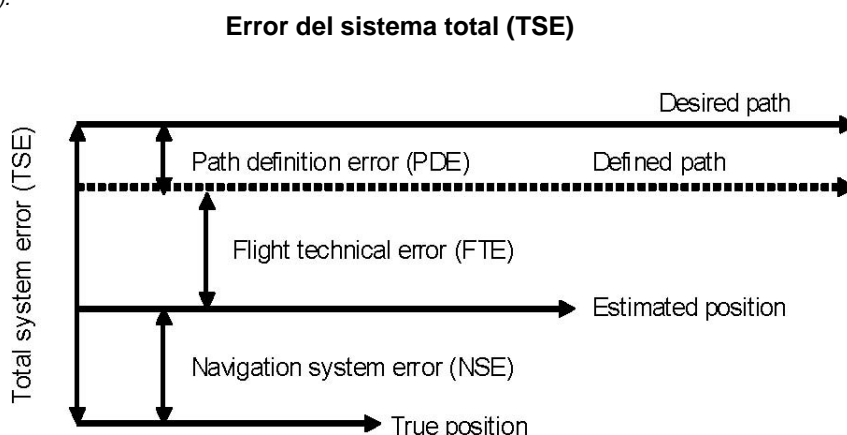 ).
Error del sistema total (TSE)
Desired path
Path definition error (PDE)
Defined path
Flight technical error (FTE)
Estimated position
Navigation system error (NSE)
True position
Total system error (TSE)